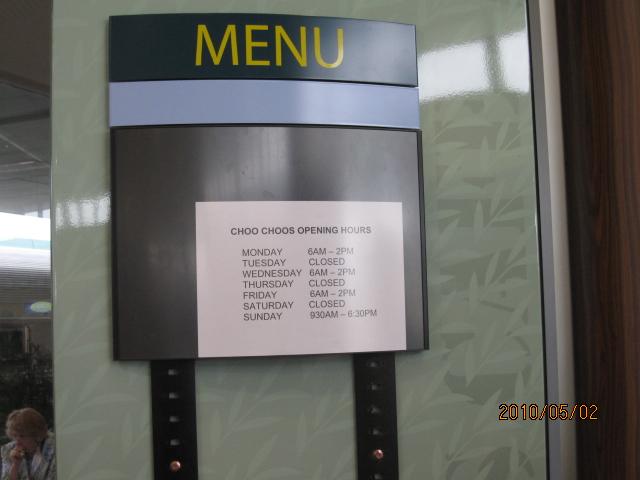 MENU
CHOO CHOOS OPENING HOURS
MONDAY 6AM – 2PM
TUESDAY CLOSED
WEDNESDAY 6AM – 2PM
THURSDAY CLOSED
FRIDAY 6AM – 2PM
SATURDAY CLOSED
SUNDAY 930AM – 6:30PM
2010/05/02